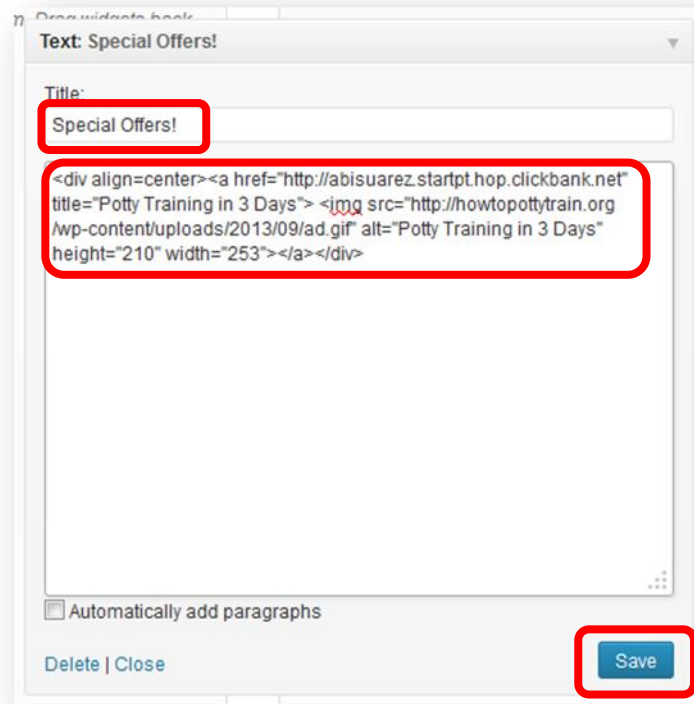 n. Drag widgets back
Text: Special Offers!
Title:
Special Offers!
<div align=center><a href="http://abisuarez.startpt.hop.clickbank.net"
title="Potty Training in 3 Days"> <img src="http://howtopottytrain.org
/wp-content/uploads/2013/09/ad.gif" alt="Potty Training in 3 Days"
height="210" width="253"></a></div>
Automatically add paragraphs
Delete | Close
Save